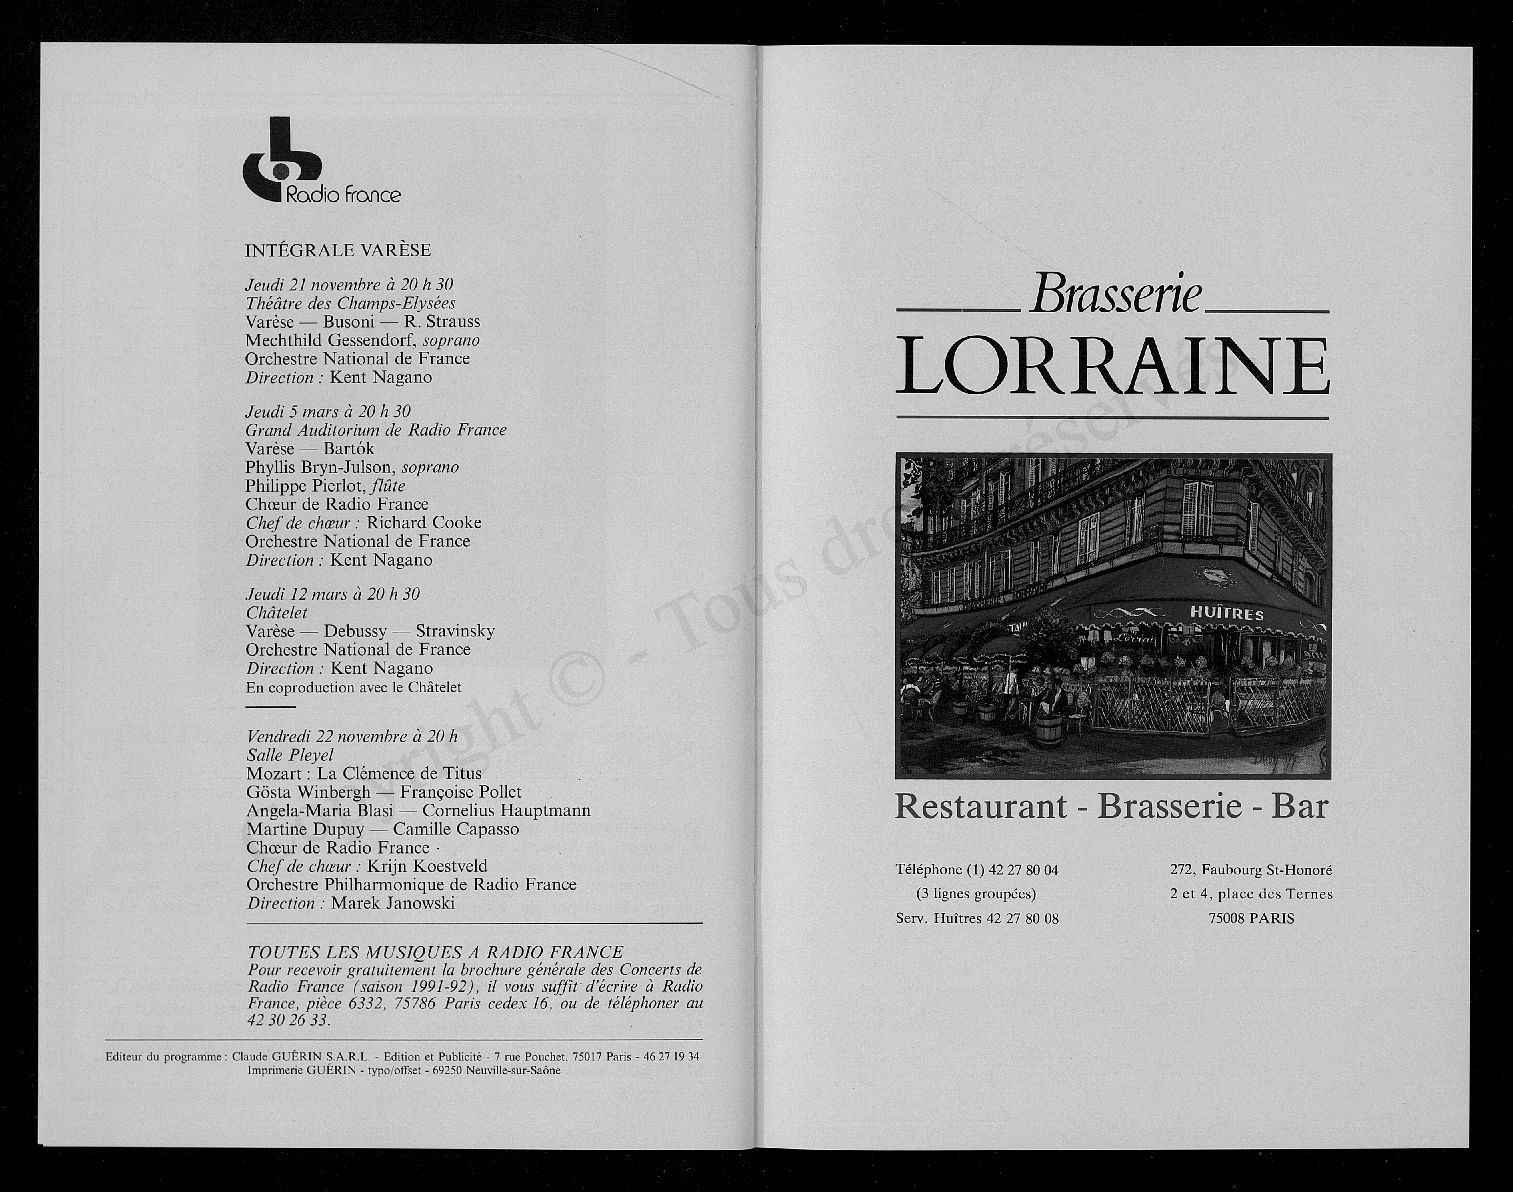 Radio france
INTÉGRALE VARÈSE
Jeudi 21 novembre à 20 h 30
Théâtre des Champs-Elysées
Varèse — Busoni — R. Strauss
Mechthild Gessendorf, soprano
Orchestre National de France
Direction : Kent Nagano
Jeudi 5 mars à 20 h 30
Grand Auditorium de Radio France
Varèse — Bartók
Phyllis Bryn-Julson, soprano
Philippe Pierlot, flûte
Chœur de Radio France
Chef de chœur : Richard Cooke
Orchestre National de France
Direction : Kent Nagano
Jeudi 12 mars à 20 h 30
Châtelet
Varèse — Debussy — Stravinsky
Orchestre National de France
Direction : Kent Nagano
En coproduction avec le Châtelet
Vendredi 22 novembre à 20 h
Salle Pleyel
Mozart : La Clémence de Titus
Gösta Winbergh — Françoise Pollet
Angela-Maria Blasi — Cornelius Hauptmann
Martine Dupuy — Camille Capasso
Chœur de Radio France
Chef de chœur : Krijn Koestveld
Orchestre Philharmonique de Radio France
Direction : Marek Janowski
TOUTES LES MUSIQUES A RADIO FRANCE
Pour recevoir gratuitement la brochure générale des Concerts de
Radio France (saison 1991-92), il vous suffit d'écrire à Radio
France, pièce 6332, 75786 Paris cedex 16, ou de téléphoner au
42 30 26 33.
Editeur du programme : Claude GUÉRIN S.A.R.L. - Edition et Publicité - 7 rue Pouchet, 75017 Paris - 46 27 19 34
Imprimerie GUÉRIN - typo/offset - 69250 Neuville-sur-Saône
Brasserie
LORRAINE
HUÎTRES
Restaurant - Brasserie - Bar
Téléphone (1) 42 27 80 04
(3 lignes groupées)
Serv. Huîtres 42 27 80 08
272, Faubourg St-Honoré
2 et 4, place des Ternes
75008 PARIS
Copyright © - Tous droits réservés